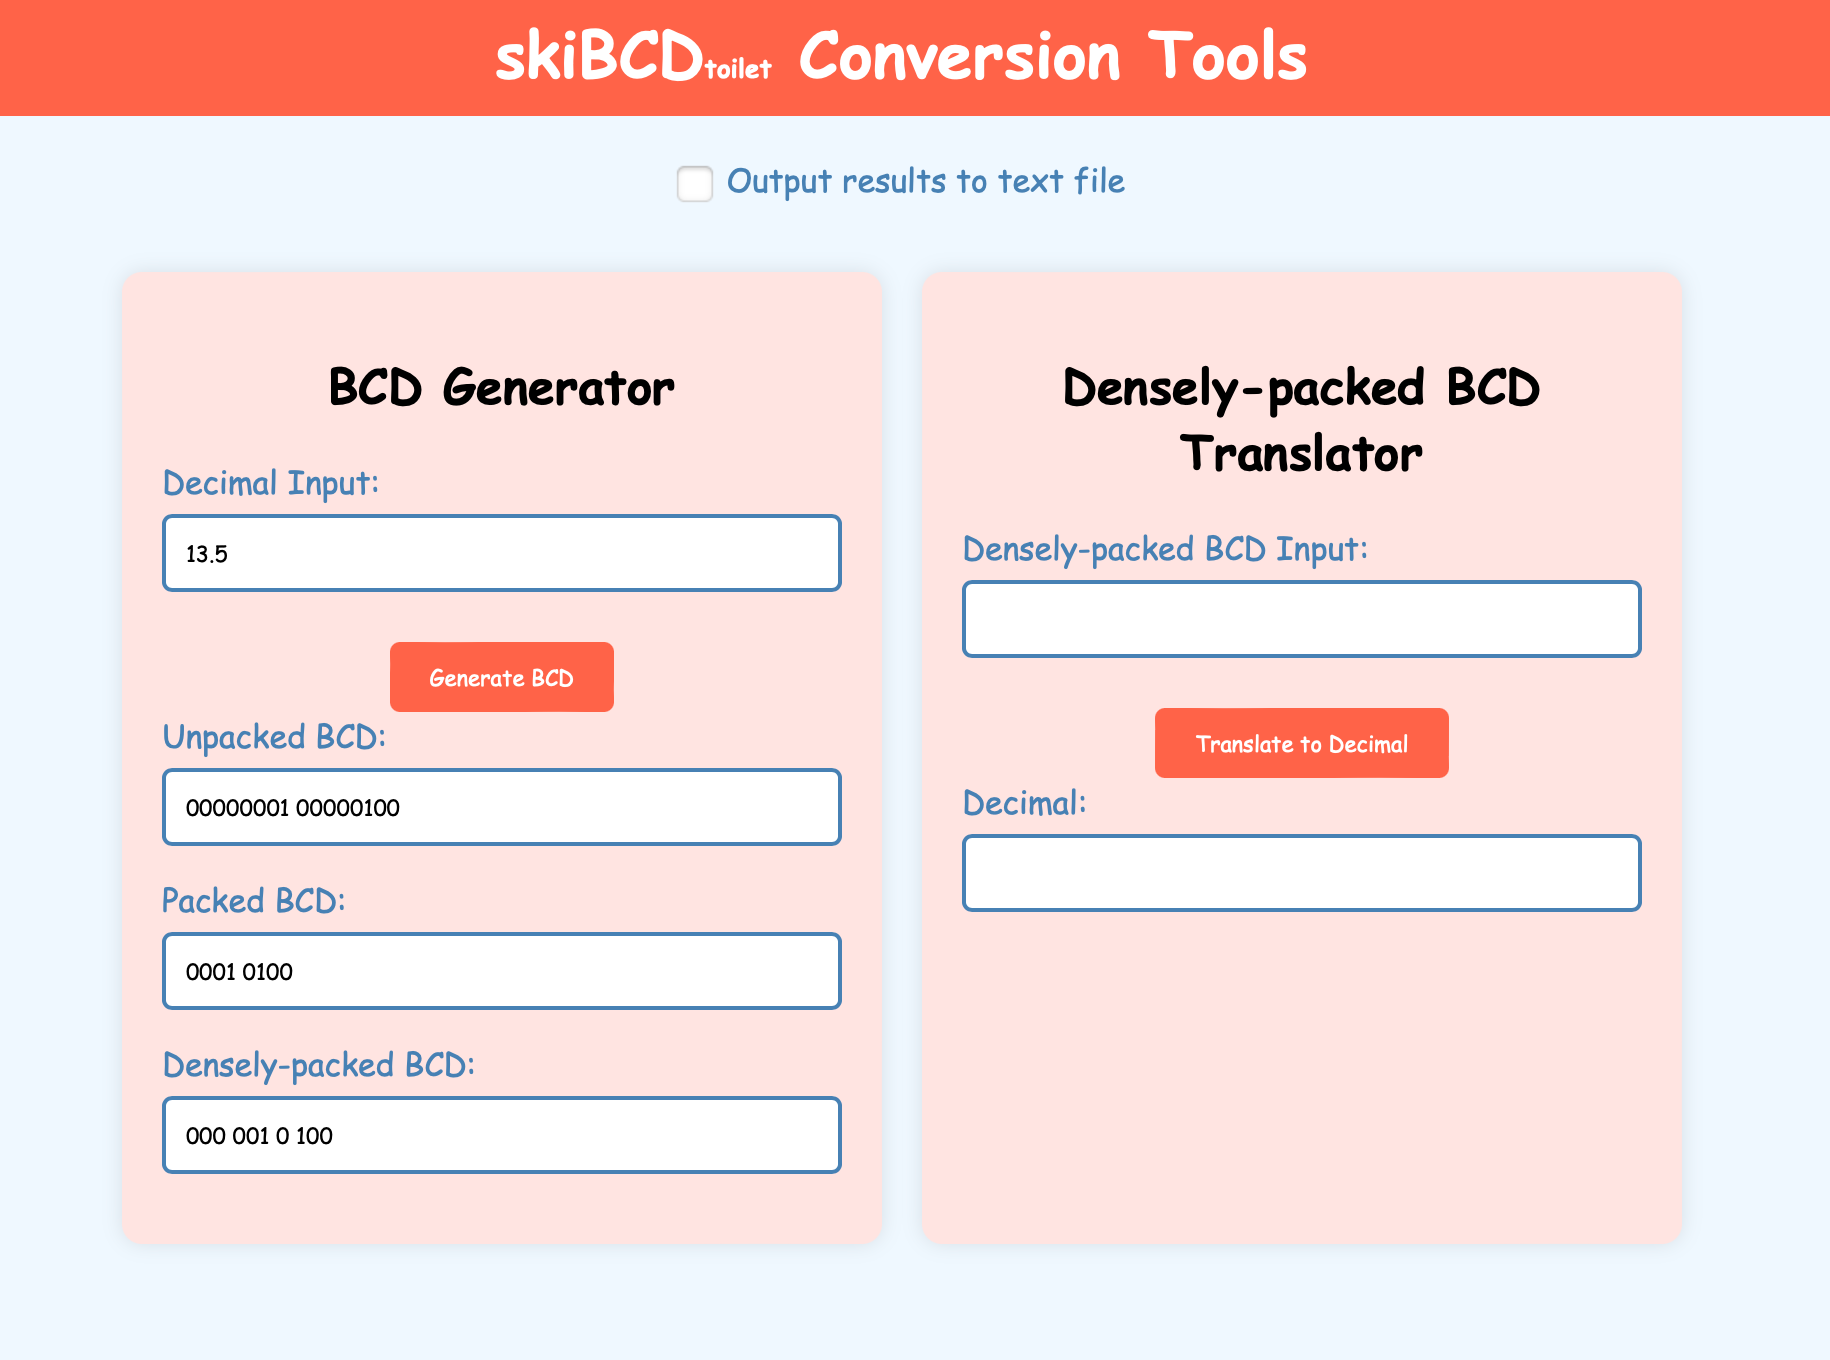 skiBCDtoilet Conversion Tools
Output results to text file
BCD Generator
Decimal Input:
13.5
Generate BCD
Unpacked BCD:
00000001 00000100
Packed BCD:
0001 0100
Densely-packed BCD:
000 001 0 100
Densely-packed BCD
Translator
Densely-packed BCD Input:
Translate to Decimal
Decimal: